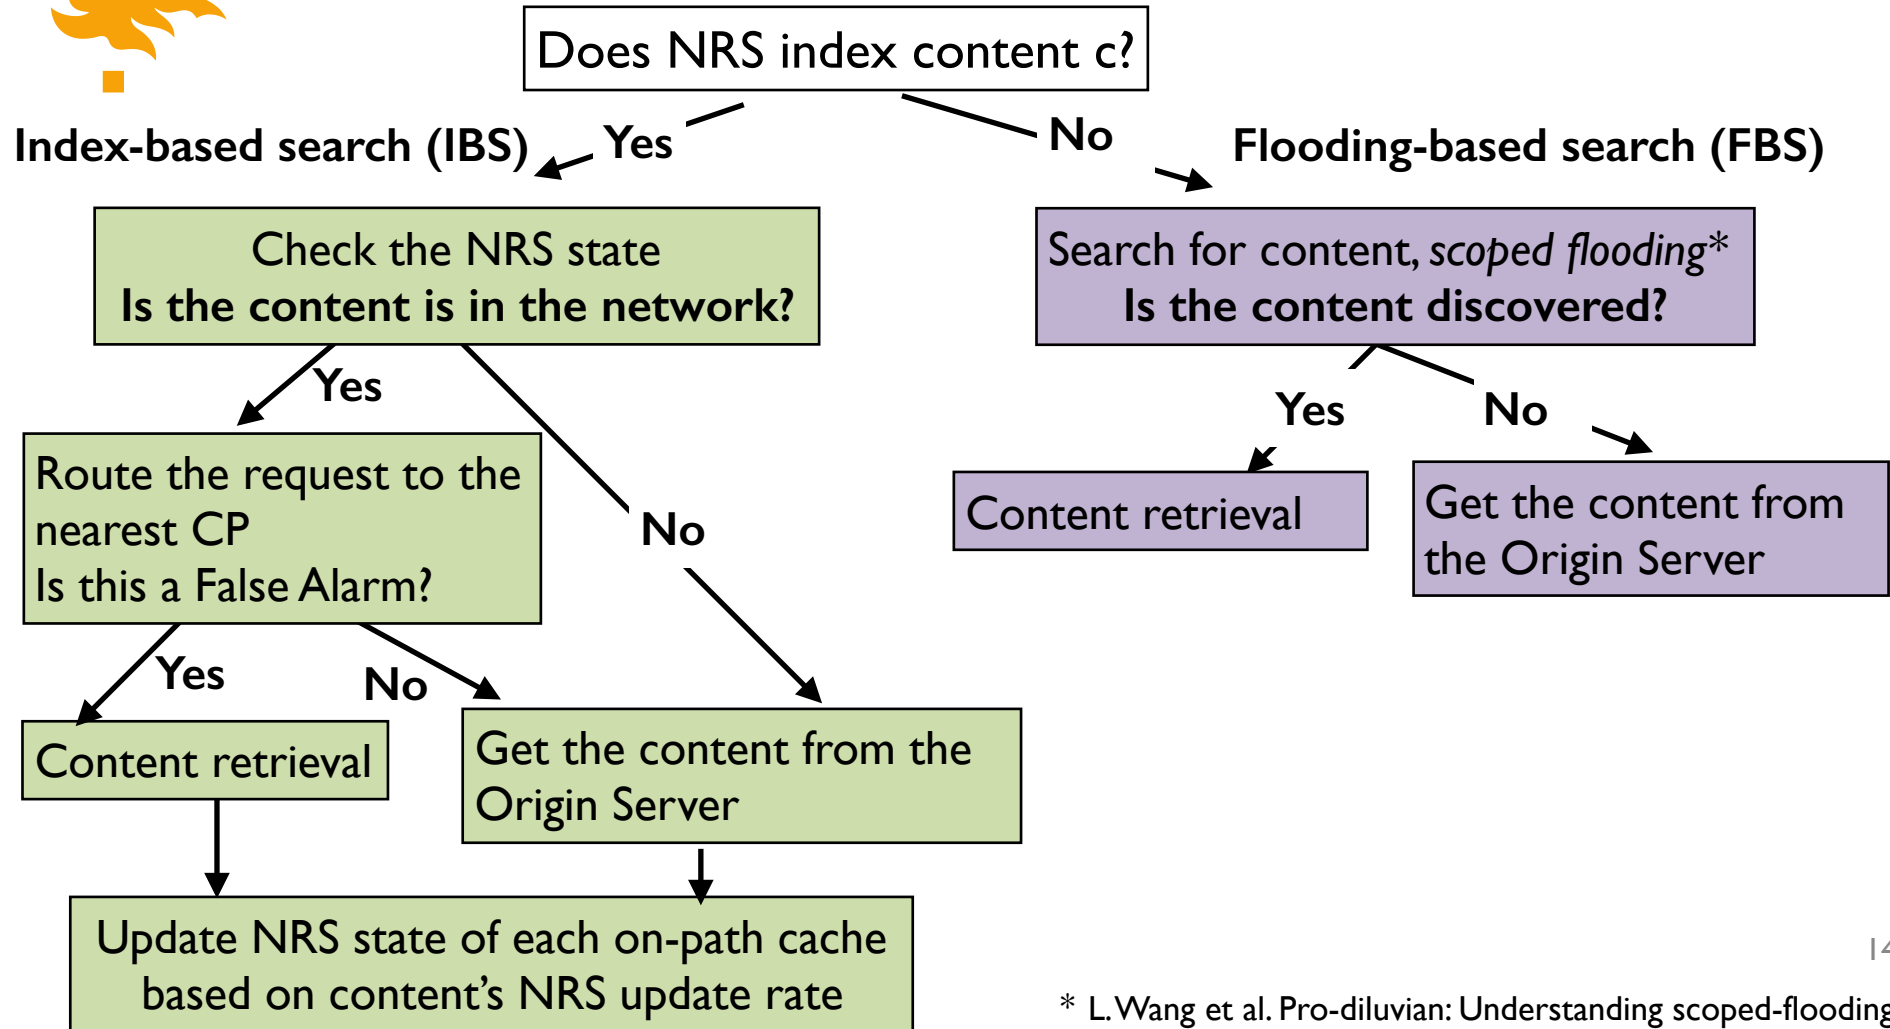 Does NRS index content c?
Index-based search (IBS)
Yes
No
Flooding-based search (FBS)
Check the NRS state
Is the content is in the network?
Search for content, scoped flooding*
Is the content discovered?
Yes
No
Yes
No
Route the request to the
nearest CP
Is this a False Alarm?
Content retrieval
Get the content from
the Origin Server
Yes
No
Content retrieval
Get the content from the
Origin Server
Update NRS state of each on-path cache
based on content's NRS update rate
14
* L. Wang et al. Pro-diluvian: Understanding scoped-flooding